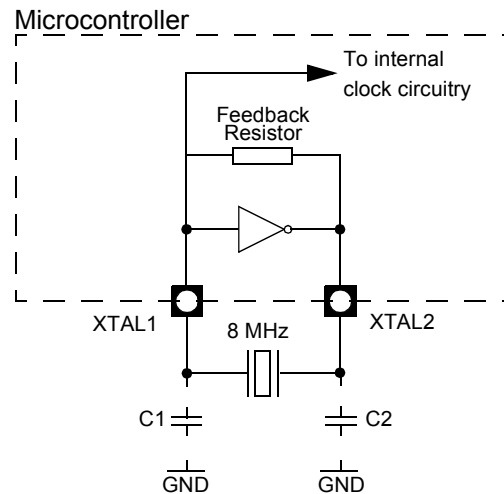 Microcontroller
To internal
clock circuitry
Feedback
Resistor
XTAL1
XTAL2
8 MHz
C1
C2
GND
GND